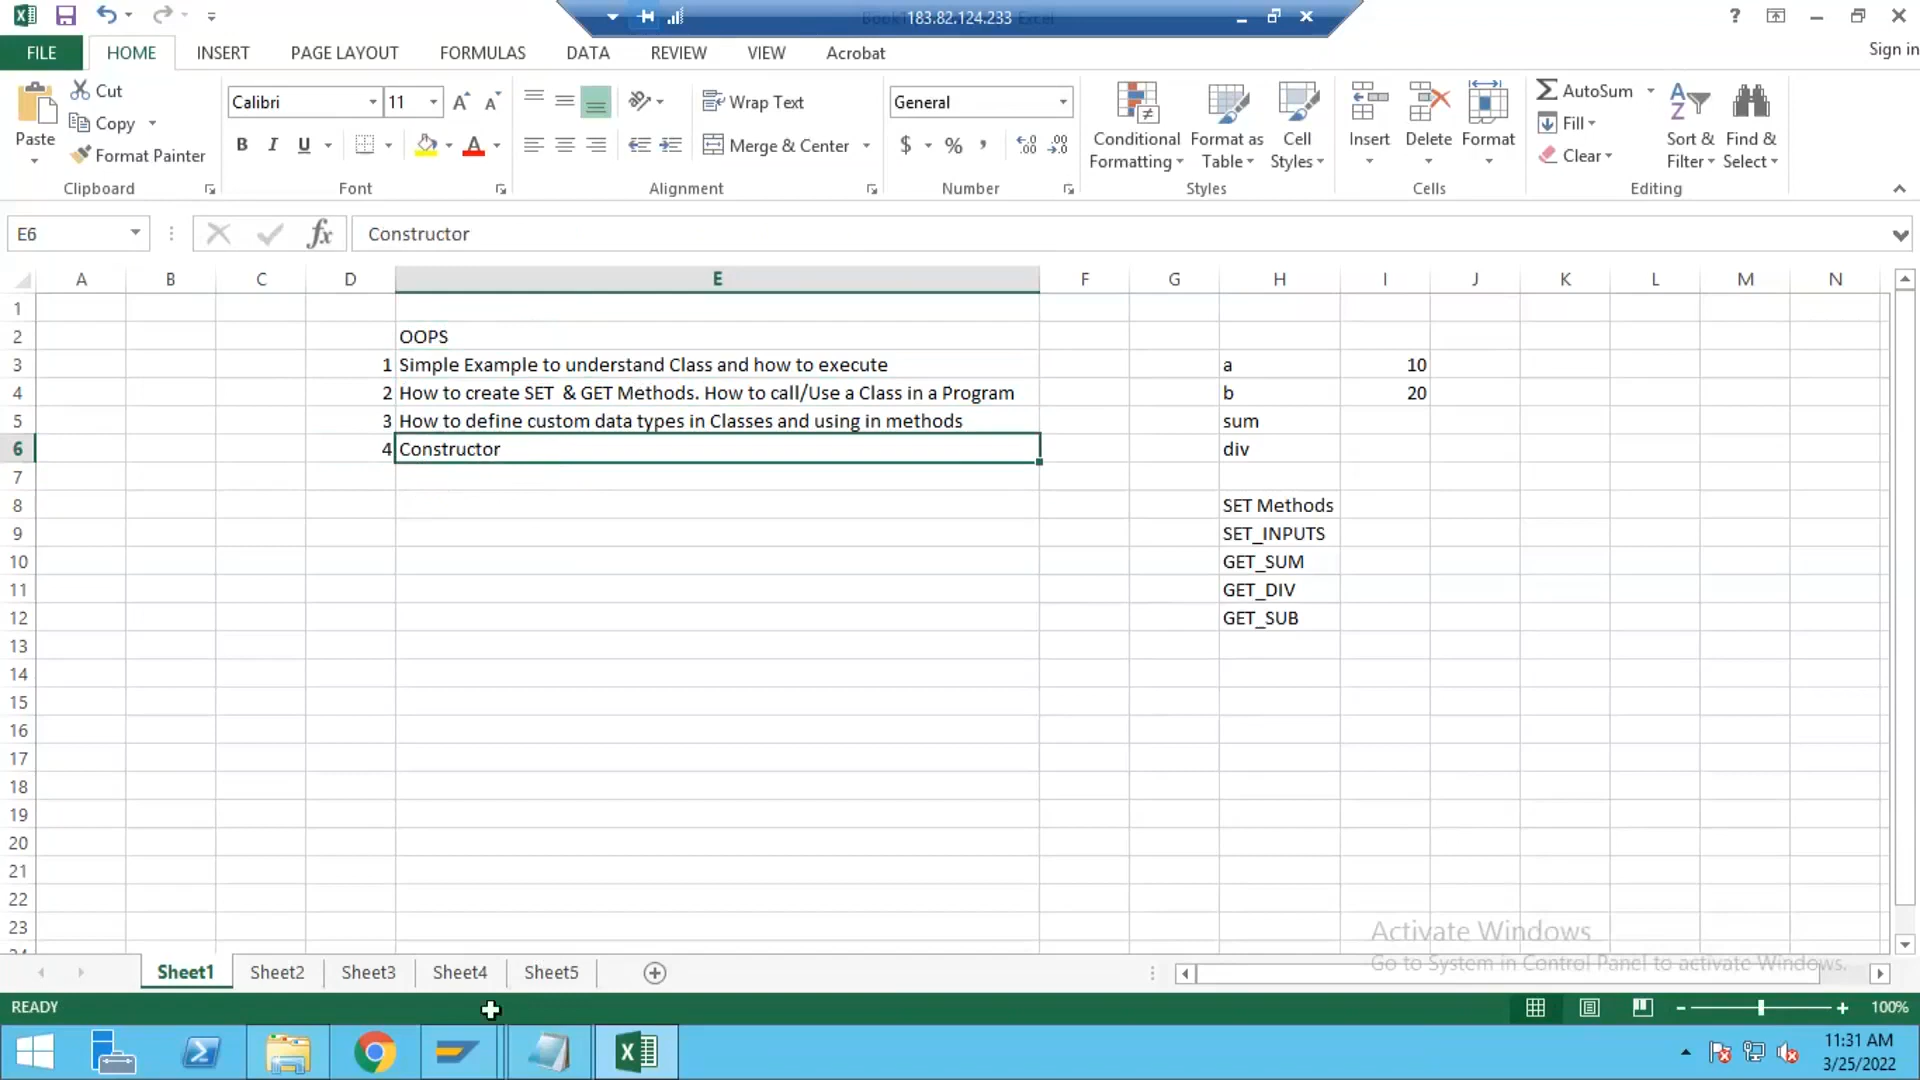 183.82.124.233
Sign in
FILE
HOME
INSERT
PAGE LAYOUT
FORMULAS
DATA
REVIEW
VIEW
Acrobat
Paste
Cut
Copy
Format Painter
Clipboard
Calibri
11
B I U
Font
Wrap Text
Merge & Center
Alignment
General
$ % ,
Number
Conditional Formatting
Format as Table
Cell Styles
Styles
Insert
Delete
Format
Cells
AutoSum
Fill
Clear
Sort & Filter
Find & Select
Editing
E6
fx
Constructor
A B C D E F G H I J K L M N
1
2 OOPS
3 1 Simple Example to understand Class and how to execute a 10
4 2 How to create SET & GET Methods. How to call/Use a Class in a Program b 20
5 3 How to define custom data types in Classes and using in methods sum
6 4 Constructor div
7
8 SET Methods
9 SET_INPUTS
10 GET_SUM
11 GET_DIV
12 GET_SUB
13
14
15
16
17
18
19
20
21
22
23
Activate Windows
Go to System in Control Panel to activate Windows.
Sheet1 Sheet2 Sheet3 Sheet4 Sheet5
READY
100%
11:31 AM
3/25/2022